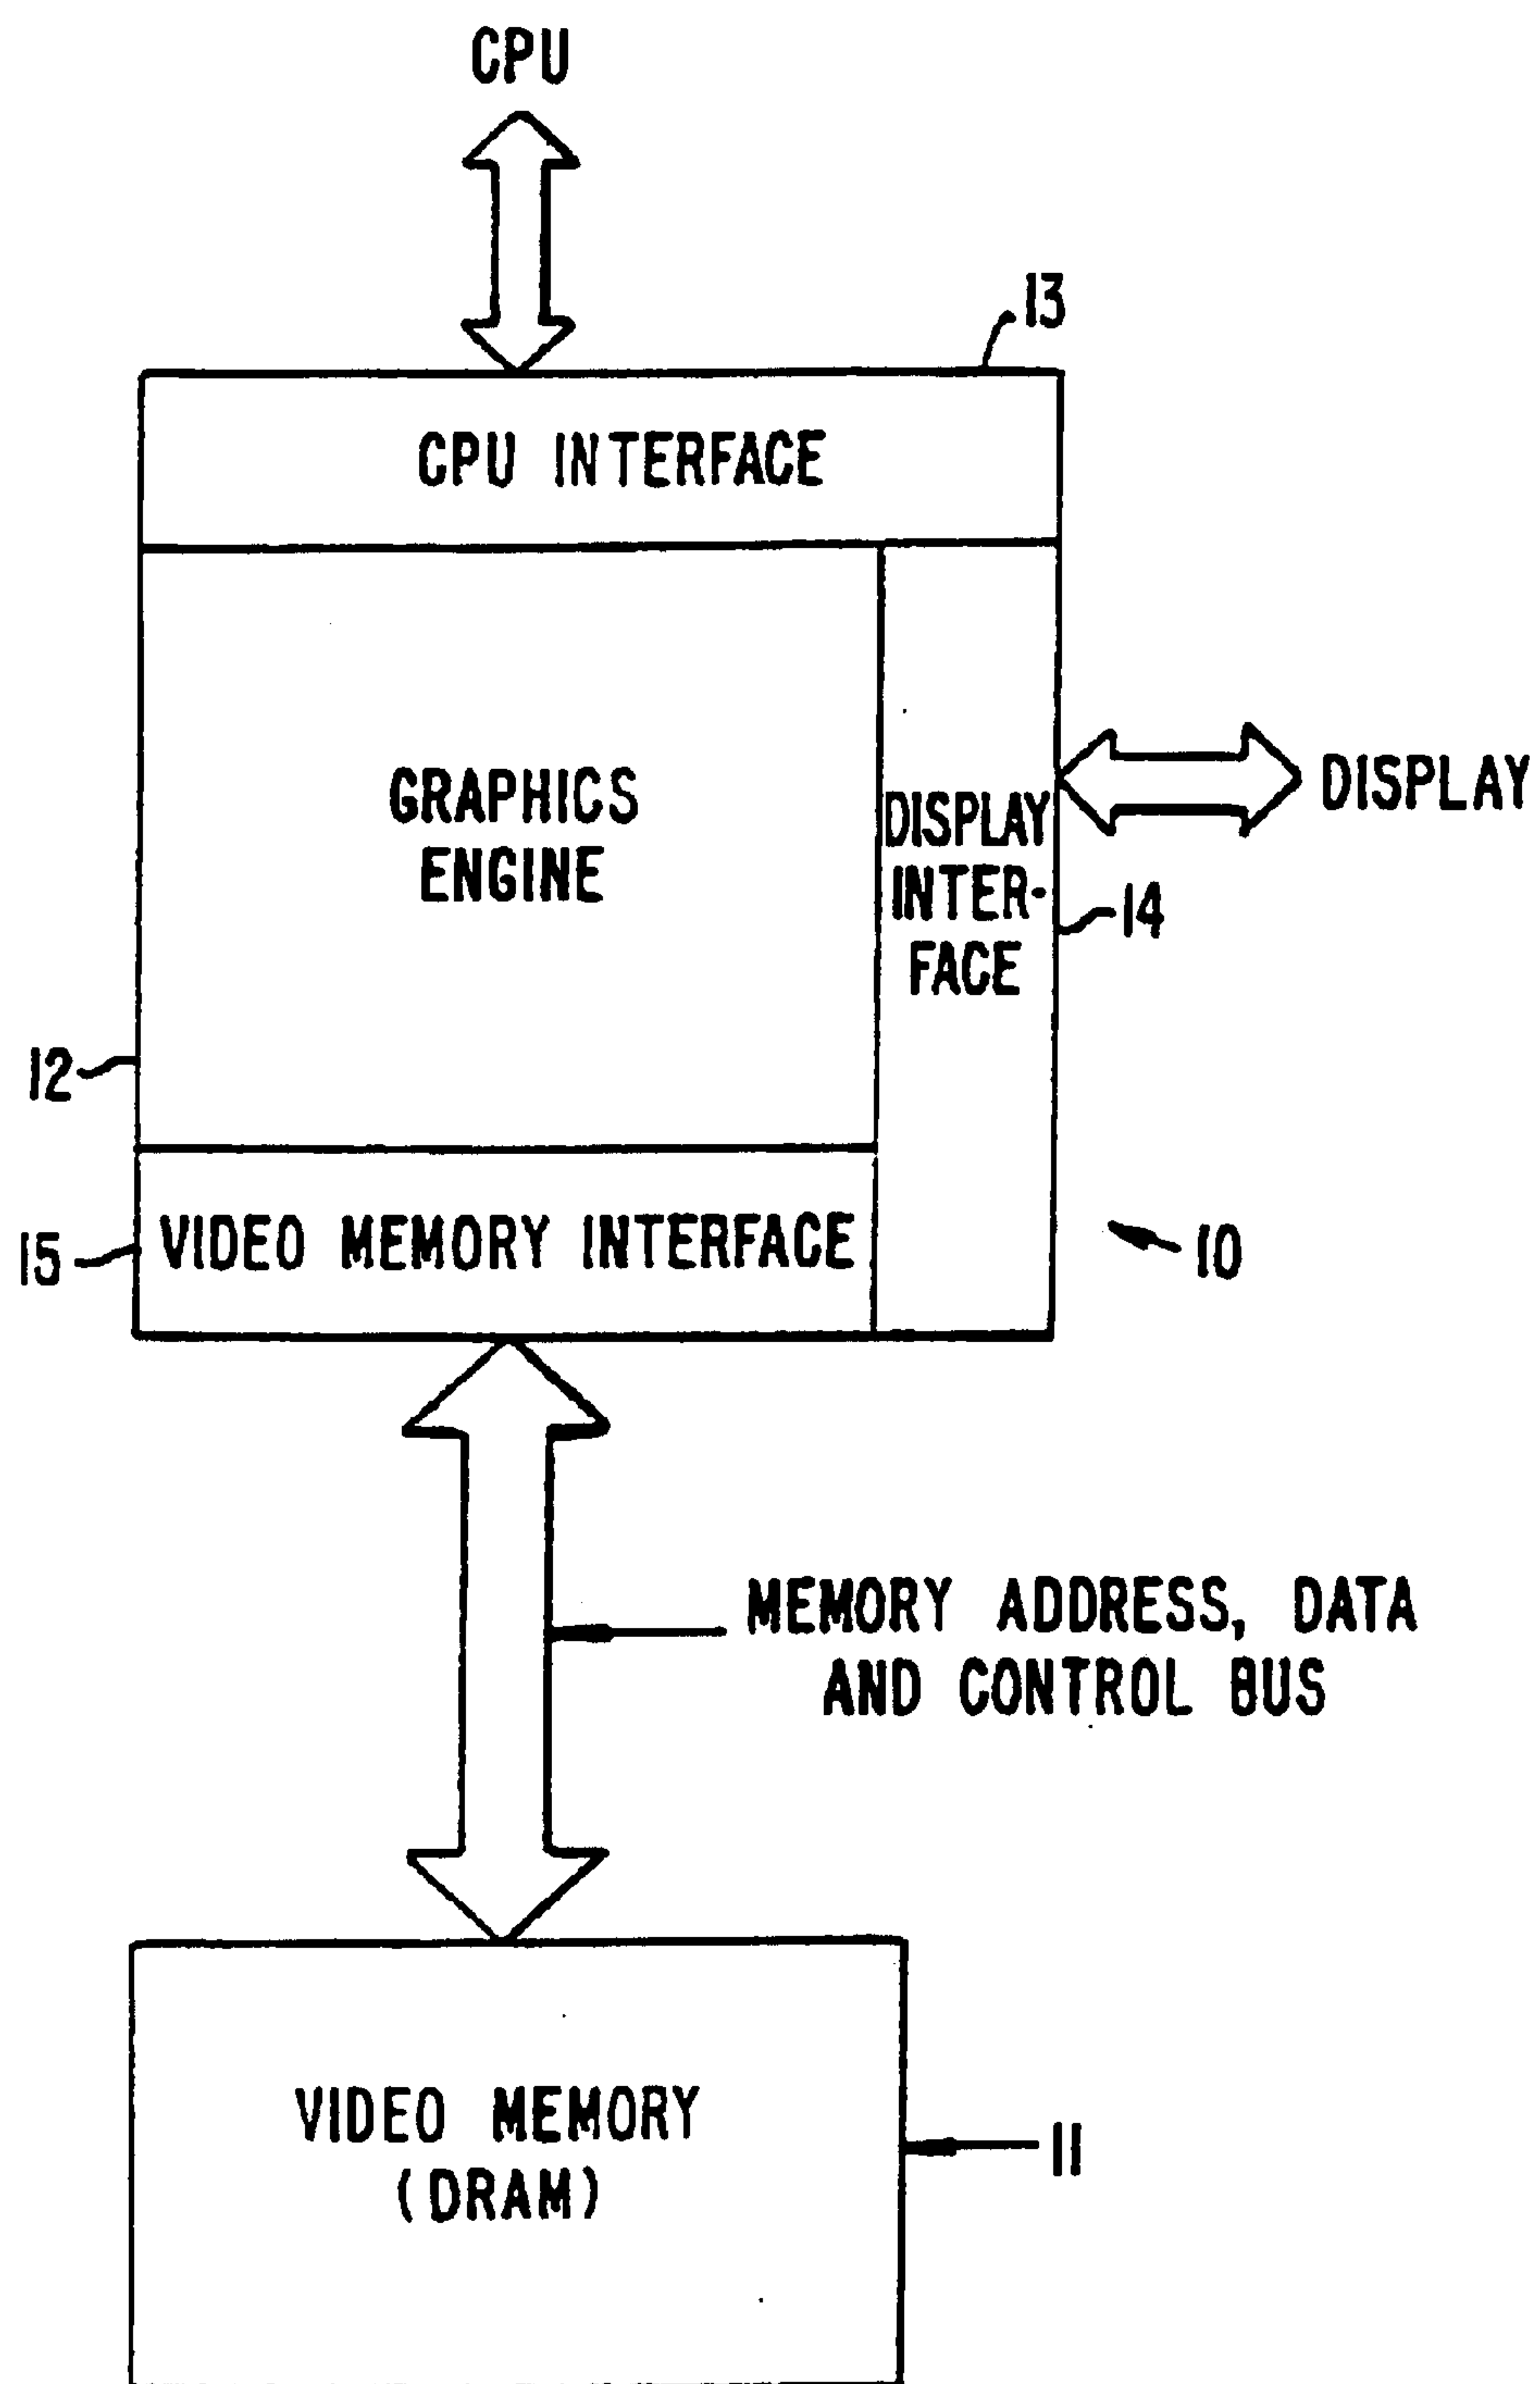 CPU
13
CPU INTERFACE
GRAPHICS
ENGINE
DISPLAY
INTER-
FACE
DISPLAY
14
12
15
VIDEO MEMORY INTERFACE
10
MEMORY ADDRESS, DATA
AND CONTROL BUS
VIDEO MEMORY
(DRAM)
11